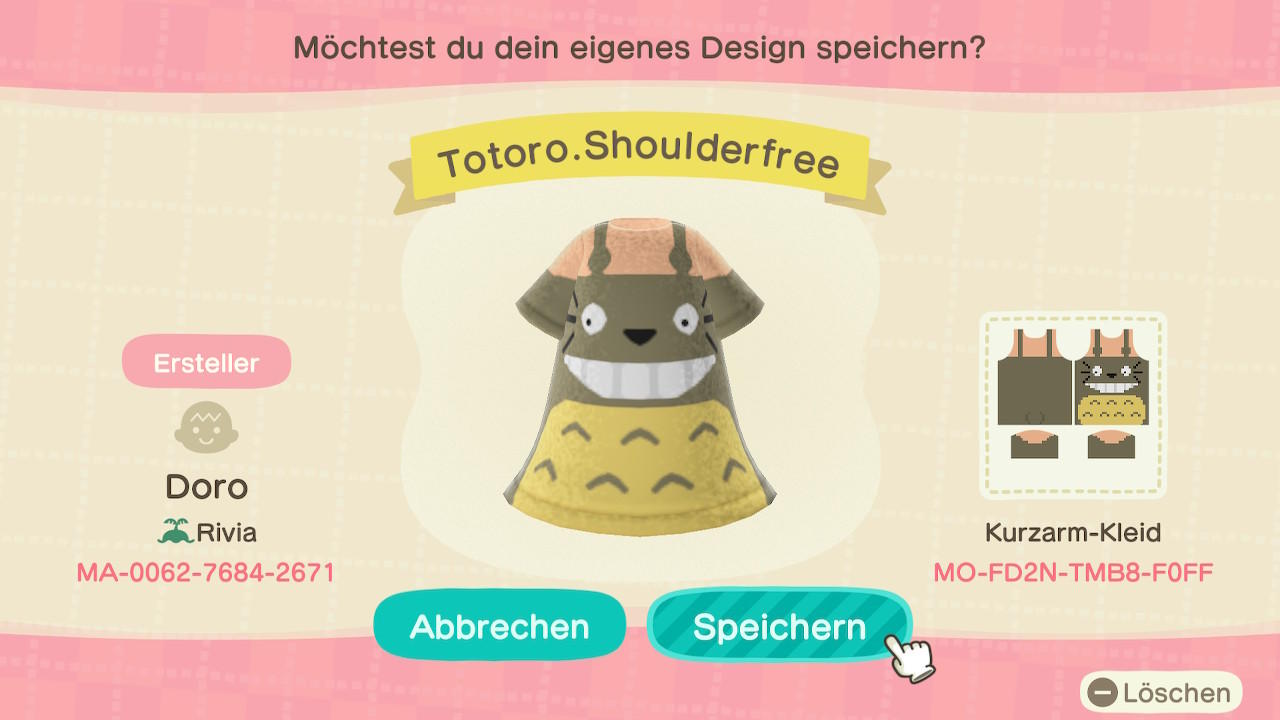 Möchtest du dein eigenes Design speichern?
Totoro.Shoulderfree
Ersteller
Doro
Rivia
MA-0062-7684-2671
Kurzarm-Kleid
MO-FD2N-TMB8-F0FF
Abbrechen
Speichern
Löschen